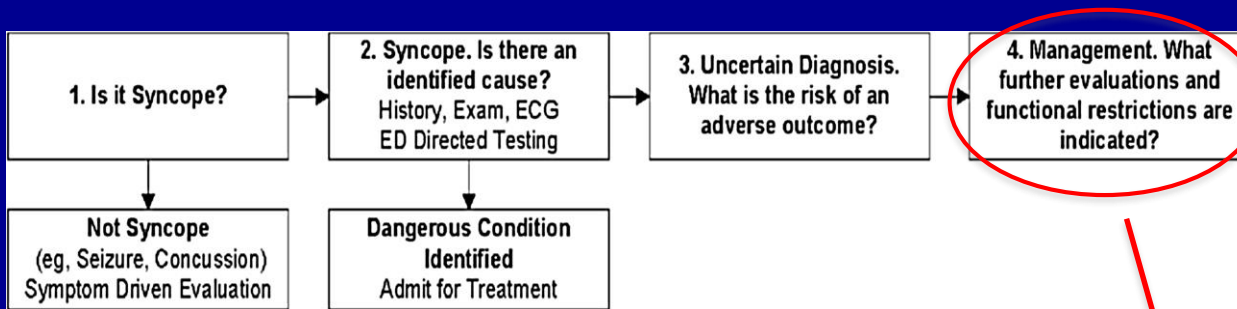 1. Is it Syncope?
2. Syncope. Is there an
identified cause?
History, Exam, ECG
ED Directed Testing
3. Uncertain Diagnosis.
What is the risk of an
adverse outcome?
4. Management. What
further evaluations and
functional restrictions are
indicated?
Not Syncope
(eg, Seizure, Concussion)
Symptom Driven Evaluation
Dangerous Condition
Identified
Admit for Treatment